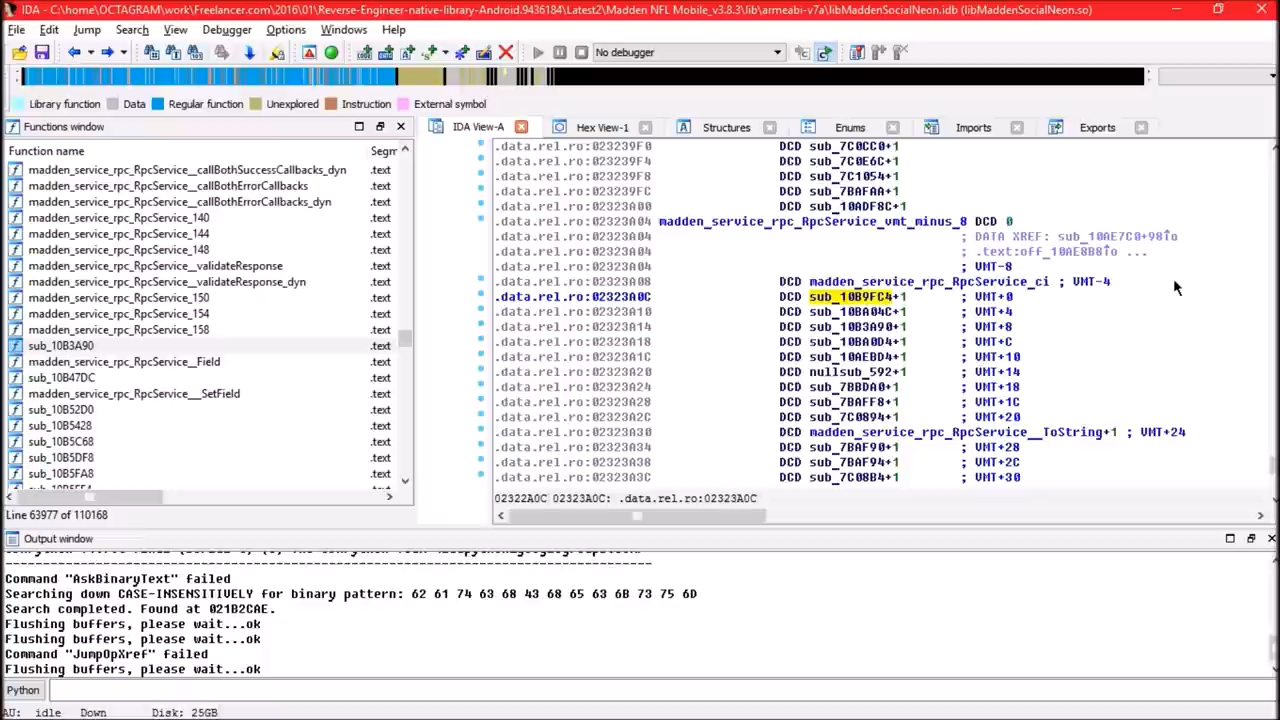 IDA - C:\home\OCTAGRAM\work\Freelancer.com\2016\01\Reverse-Engineer-native-library-Android.9436184\Latest2\Madden NFL Mobile_v3.8.3\lib\armeabi-v7a\libMaddenSocialNeon.idb (libMaddenSocialNeon.so)
File Edit Jump Search View Debugger Options Windows Help
No debugger
Library function Data Regular function Unexplored Instruction External symbol
Functions window
IDA View-A Hex View-1 Structures Enums Imports Exports
Function name Segm
madden_service_rpc_RpcService__callBothSuccessCallbacks_dyn .text
madden_service_rpc_RpcService__callBothErrorCallbacks .text
madden_service_rpc_RpcService__callBothErrorCallbacks_dyn .text
madden_service_rpc_RpcService_140 .text
madden_service_rpc_RpcService_144 .text
madden_service_rpc_RpcService_148 .text
madden_service_rpc_RpcService__validateResponse .text
madden_service_rpc_RpcService__validateResponse_dyn .text
madden_service_rpc_RpcService_150 .text
madden_service_rpc_RpcService_154 .text
madden_service_rpc_RpcService_158 .text
sub_10B3A90 .text
madden_service_rpc_RpcService__Field .text
sub_10B47DC .text
madden_service_rpc_RpcService___SetField .text
sub_10B52D0 .text
sub_10B5428 .text
sub_10B5C68 .text
sub_10B5DF8 .text
sub_10B5FA8 .text
Line 63977 of 110168
.data.rel.ro:023239F0 DCD sub_7C0CC0+1
.data.rel.ro:023239F4 DCD sub_7C0E6C+1
.data.rel.ro:023239F8 DCD sub_7C1054+1
.data.rel.ro:023239FC DCD sub_7BAFAA+1
.data.rel.ro:02323A00 DCD sub_10ADF8C+1
.data.rel.ro:02323A04 madden_service_rpc_RpcService_vmt_minus_8 DCD 0
.data.rel.ro:02323A04 ; DATA XREF: sub_10AE7C0+98↑o
.data.rel.ro:02323A04 ; .text:off_10AE8B8↑o ...
.data.rel.ro:02323A04 ; VMT-8
.data.rel.ro:02323A08 DCD madden_service_rpc_RpcService_ci ; VMT-4
.data.rel.ro:02323A0C DCD sub_10B9FC4+1 ; VMT+0
.data.rel.ro:02323A10 DCD sub_10BA04C+1 ; VMT+4
.data.rel.ro:02323A14 DCD sub_10B3A90+1 ; VMT+8
.data.rel.ro:02323A18 DCD sub_10BA0D4+1 ; VMT+C
.data.rel.ro:02323A1C DCD sub_10AEBD4+1 ; VMT+10
.data.rel.ro:02323A20 DCD nullsub_592+1 ; VMT+14
.data.rel.ro:02323A24 DCD sub_7BBDA0+1 ; VMT+18
.data.rel.ro:02323A28 DCD sub_7BAFF8+1 ; VMT+1C
.data.rel.ro:02323A2C DCD sub_7C0894+1 ; VMT+20
.data.rel.ro:02323A30 DCD madden_service_rpc_RpcService__ToString+1 ; VMT+24
.data.rel.ro:02323A34 DCD sub_7BAF90+1 ; VMT+28
.data.rel.ro:02323A38 DCD sub_7BAF94+1 ; VMT+2C
.data.rel.ro:02323A3C DCD sub_7C08B4+1 ; VMT+30
02322A0C 02323A0C: .data.rel.ro:02323A0C
Output window
Command "AskBinaryText" failed
Searching down CASE-INSENSITIVELY for binary pattern: 62 61 74 63 68 43 68 65 63 6B 73 75 6D
Search completed. Found at 021B2CAE.
Flushing buffers, please wait...ok
Flushing buffers, please wait...ok
Command "JumpOpXref" failed
Flushing buffers, please wait...ok
Python
AU: idle Down Disk: 25GB